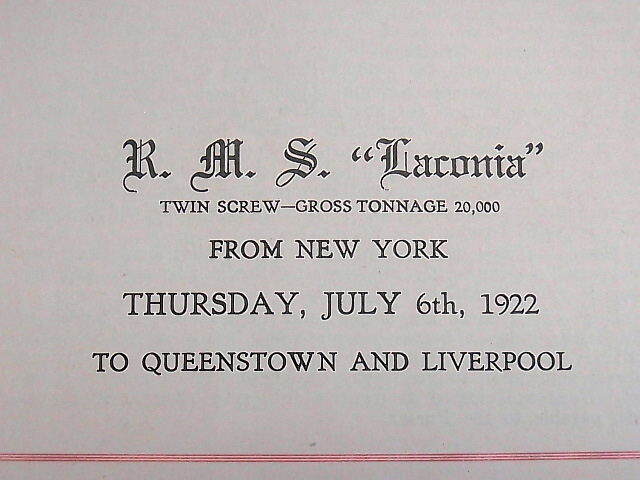 R. M. S. "Laconia"
TWIN SCREW—GROSS TONNAGE 20,000
FROM NEW YORK
THURSDAY, JULY 6th, 1922
TO QUEENSTOWN AND LIVERPOOL